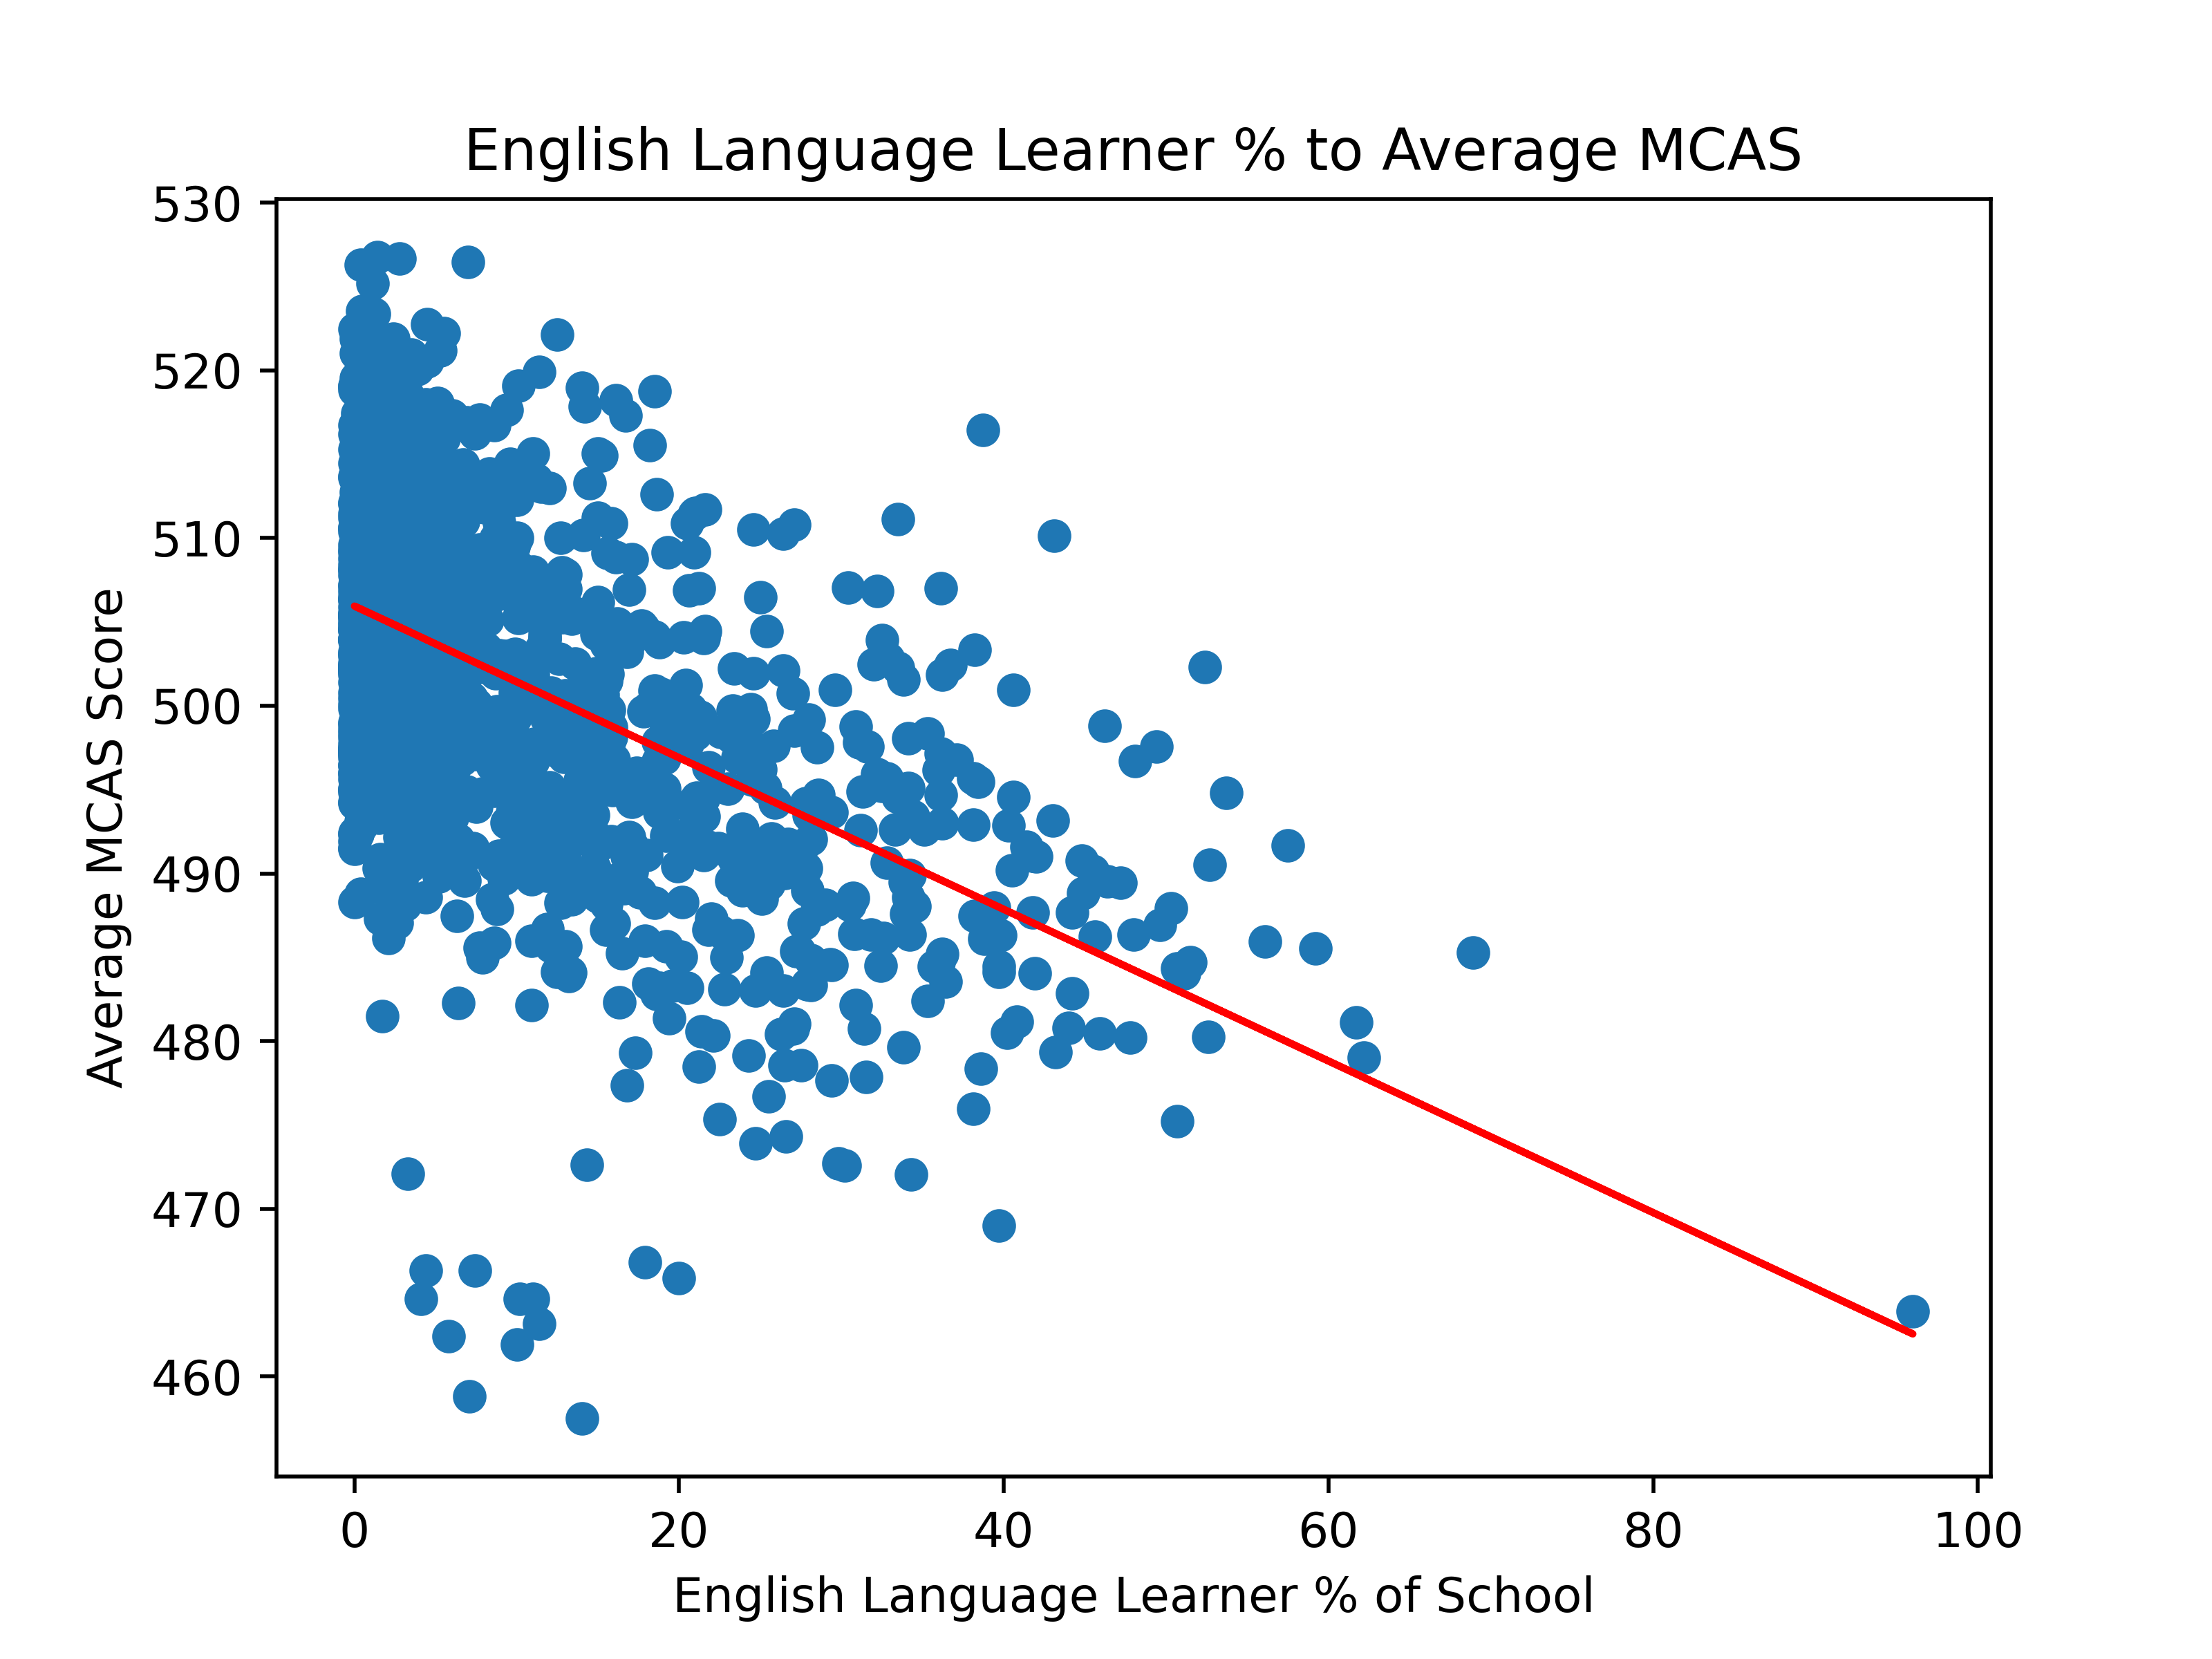 English Language Learner % to Average MCAS
530
520
510
500
490
480
470
460
Average MCAS Score
0 20 40 60 80 100
English Language Learner % of School